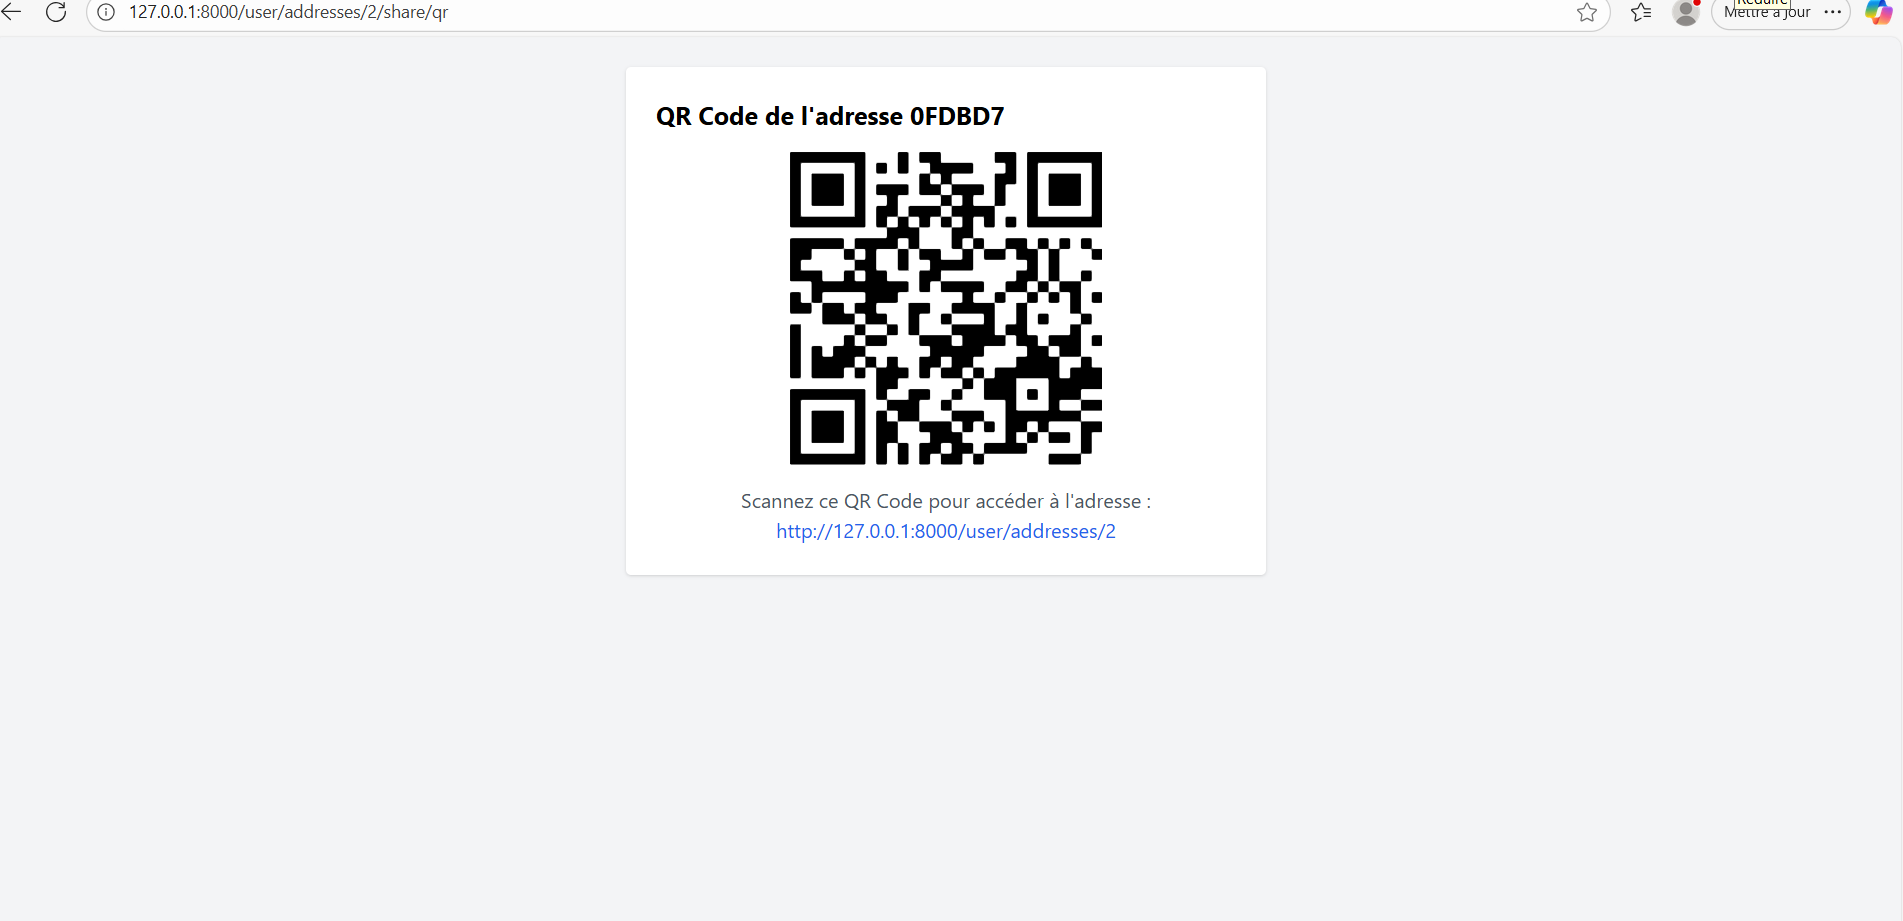 127.0.0.1:8000/user/addresses/2/share/qr
Réduire
Mettre à jour
QR Code de l'adresse 0FDBD7
Scannez ce QR Code pour accéder à l'adresse :
http://127.0.0.1:8000/user/addresses/2